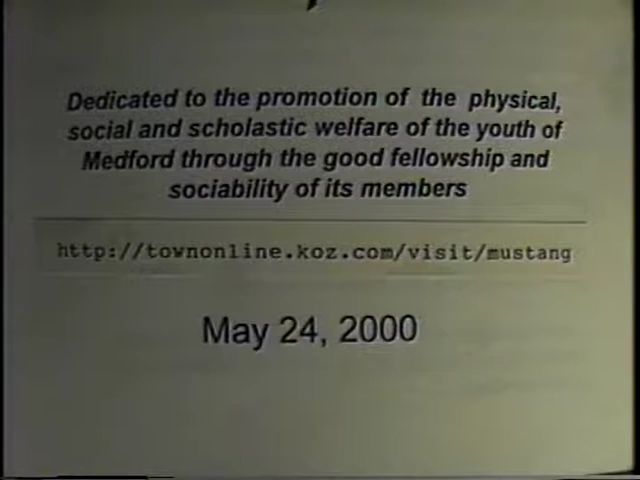 Dedicated to the promotion of the physical,
social and scholastic welfare of the youth of
Medford through the good fellowship and
sociability of its members
http://townonline.koz.com/visit/mustang
May 24, 2000